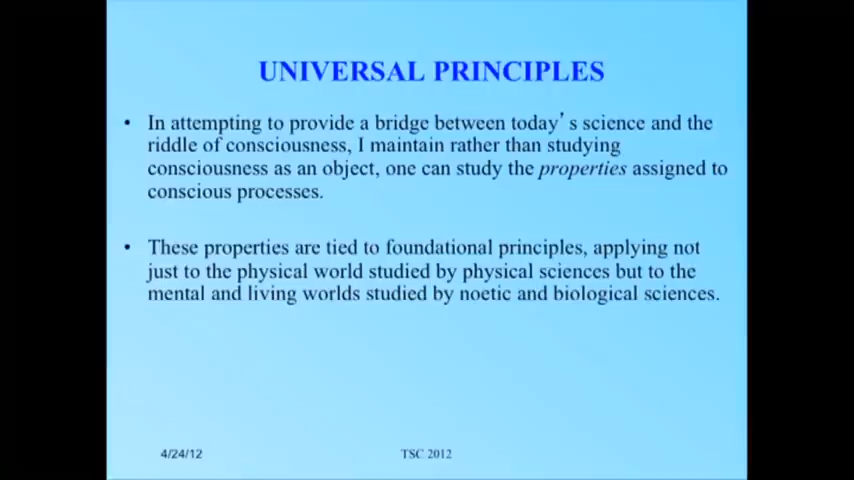 UNIVERSAL PRINCIPLES
• In attempting to provide a bridge between today's science and the
riddle of consciousness, I maintain rather than studying
consciousness as an object, one can study the properties assigned to
conscious processes.
• These properties are tied to foundational principles, applying not
just to the physical world studied by physical sciences but to the
mental and living worlds studied by noetic and biological sciences.
4/24/12 TSC 2012